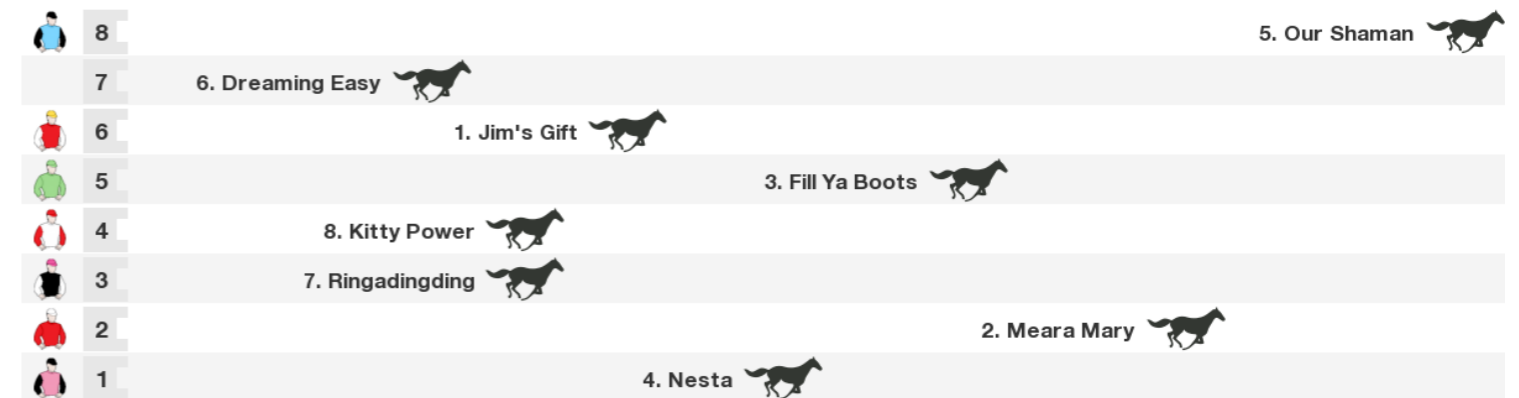 8 5. Our Shaman
7 6. Dreaming Easy
6 1. Jim's Gift
5 3. Fill Ya Boots
4 8. Kitty Power
3 7. Ringadingding
2 2. Meara Mary
1 4. Nesta